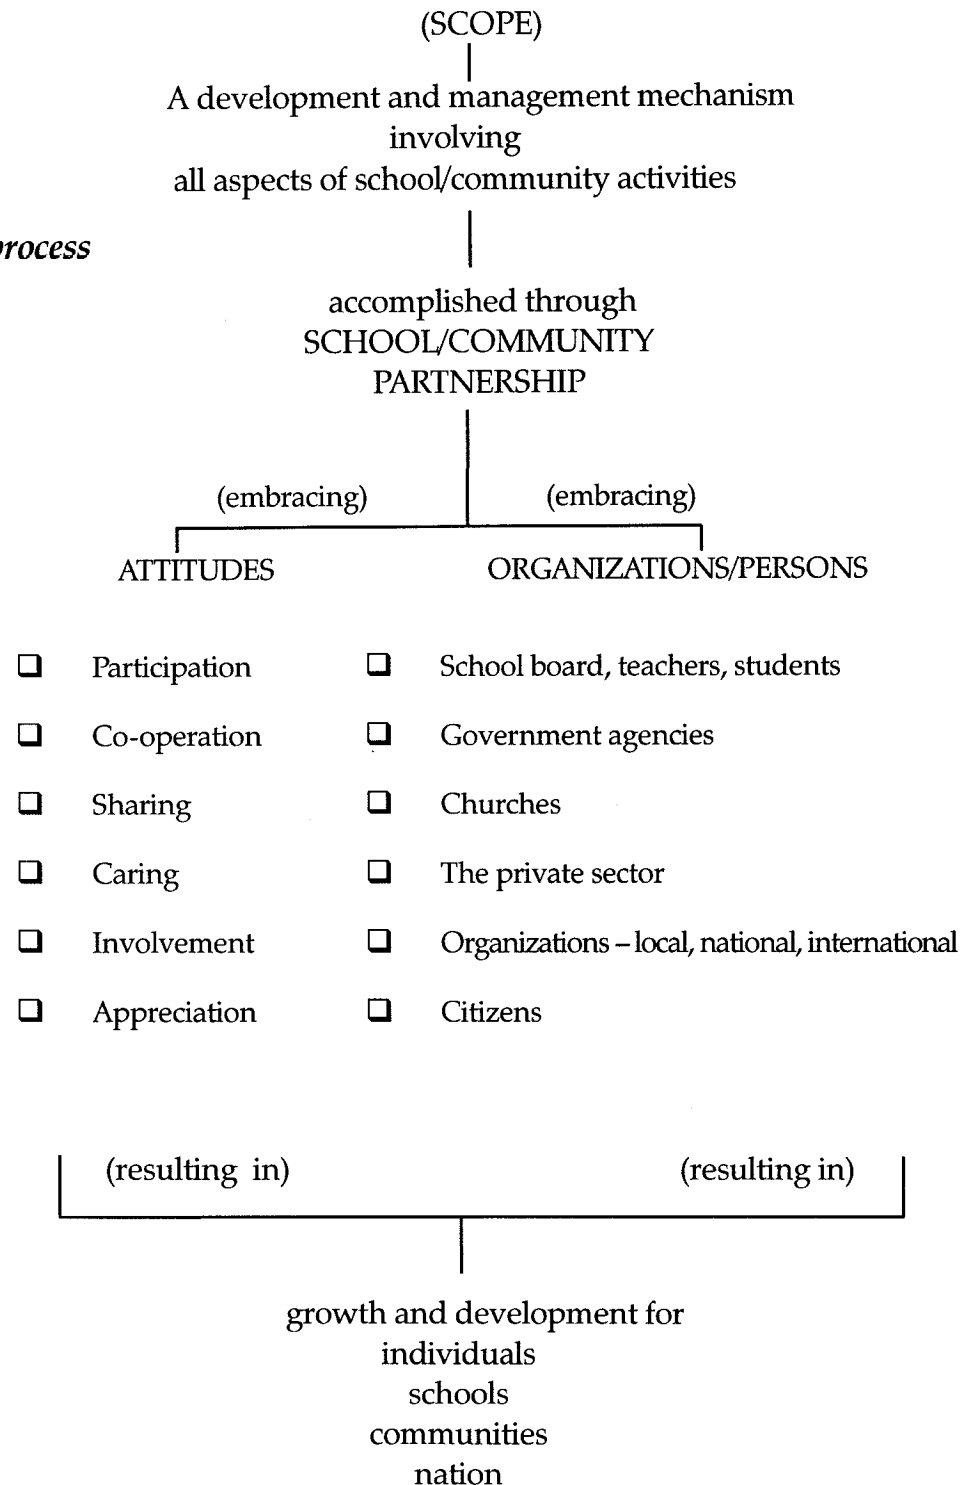 (SCOPE)
A development and management mechanism
involving
all aspects of school/community activities
process
accomplished through
SCHOOL/COMMUNITY
PARTNERSHIP
(embracing) (embracing)
ATTITUDES ORGANIZATIONS/PERSONS
❑ Participation ❑ School board, teachers, students
❑ Co-operation ❑ Government agencies
❑ Sharing ❑ Churches
❑ Caring ❑ The private sector
❑ Involvement ❑ Organizations – local, national, international
❑ Appreciation ❑ Citizens
(resulting in) (resulting in)
growth and development for
individuals
schools
communities
nation